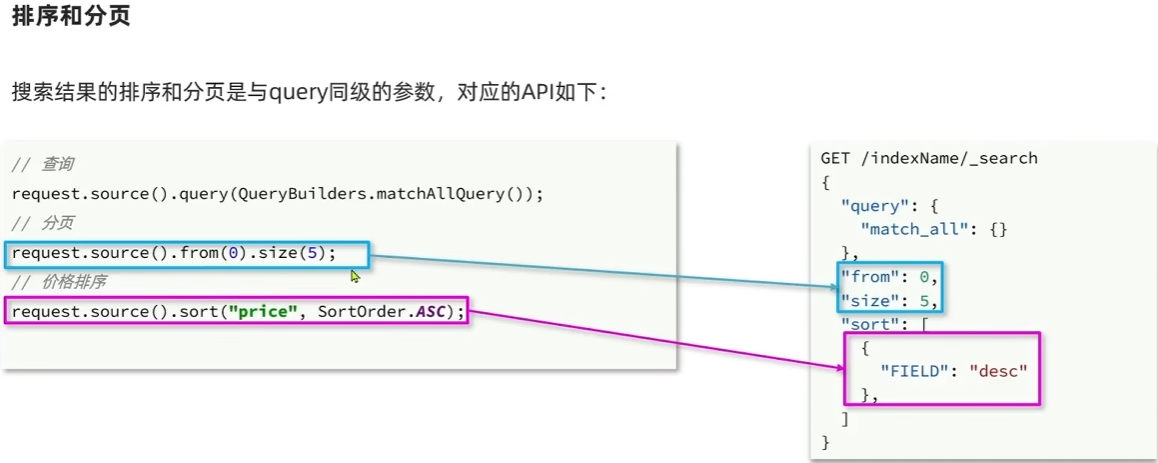 排序和分页
搜索结果的排序和分页是与query同级的参数，对应的API如下：
// 查询
request.source().query(QueryBuilders.matchAllQuery());
// 分页
request.source().from(0).size(5);
// 价格排序
request.source().sort("price", SortOrder.ASC);
GET /indexName/_search
{
  "query": {
    "match_all": {}
  },
  "from": 0,
  "size": 5,
  "sort": [
    {
      "FIELD": "desc"
    },
  ]
}